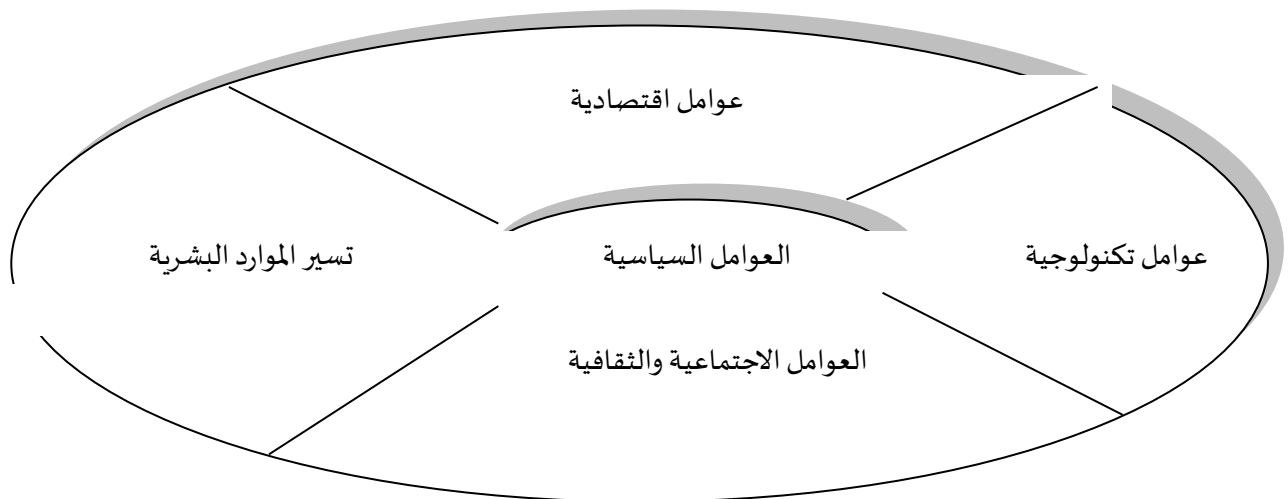 عوامل اقتصادية
عوامل تكنولوجية
العوامل السياسية
تسير الموارد البشرية
العوامل الاجتماعية والثقافية